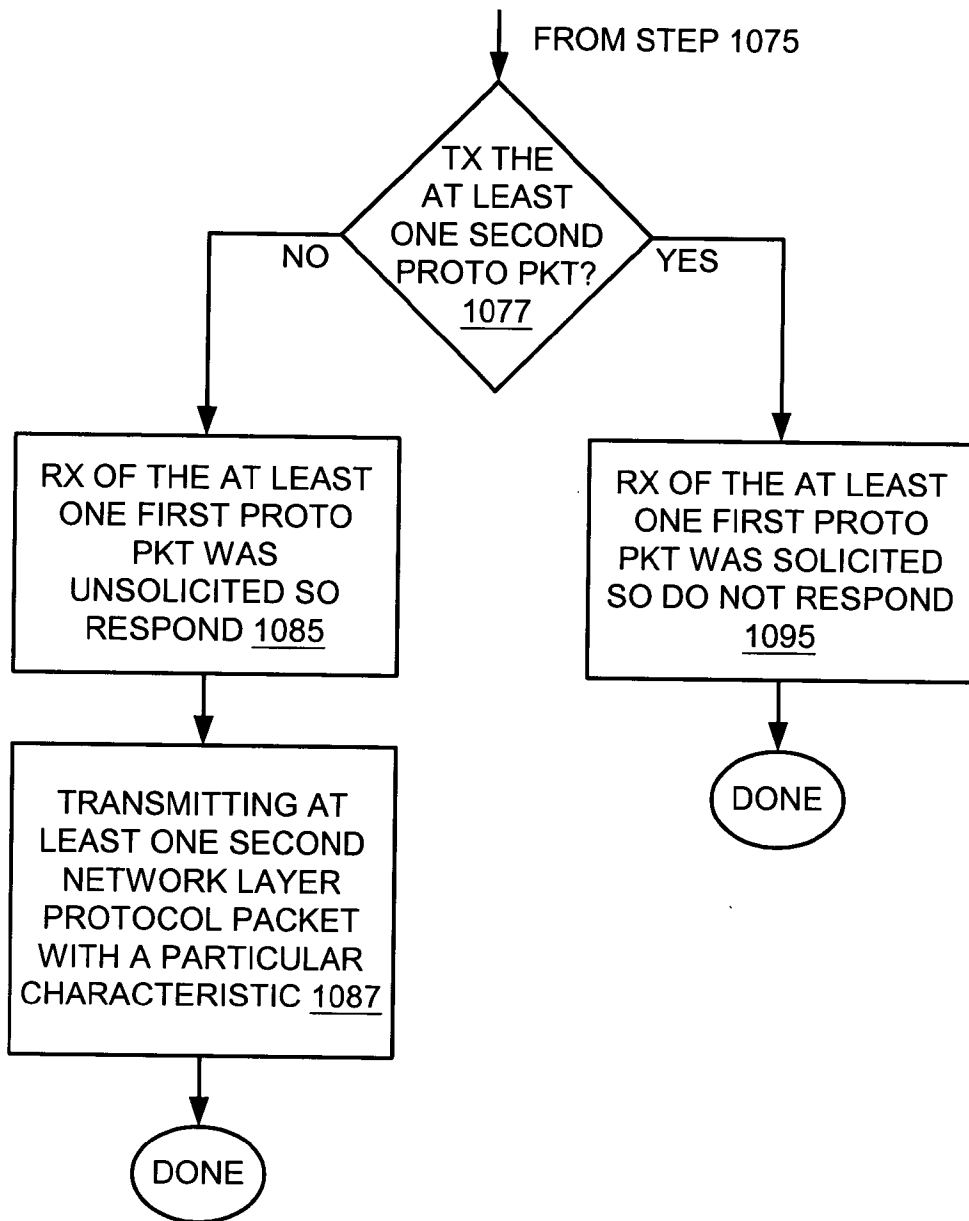 FROM STEP 1075
TX THE
AT LEAST
ONE SECOND
PROTO PKT?
1077
NO
YES
RX OF THE AT LEAST
ONE FIRST PROTO
PKT WAS
UNSOLICITED SO
RESPOND 1085
RX OF THE AT LEAST
ONE FIRST PROTO
PKT WAS SOLICITED
SO DO NOT RESPOND
1095
TRANSMITTING AT
LEAST ONE SECOND
NETWORK LAYER
PROTOCOL PACKET
WITH A PARTICULAR
CHARACTERISTIC 1087
DONE
DONE